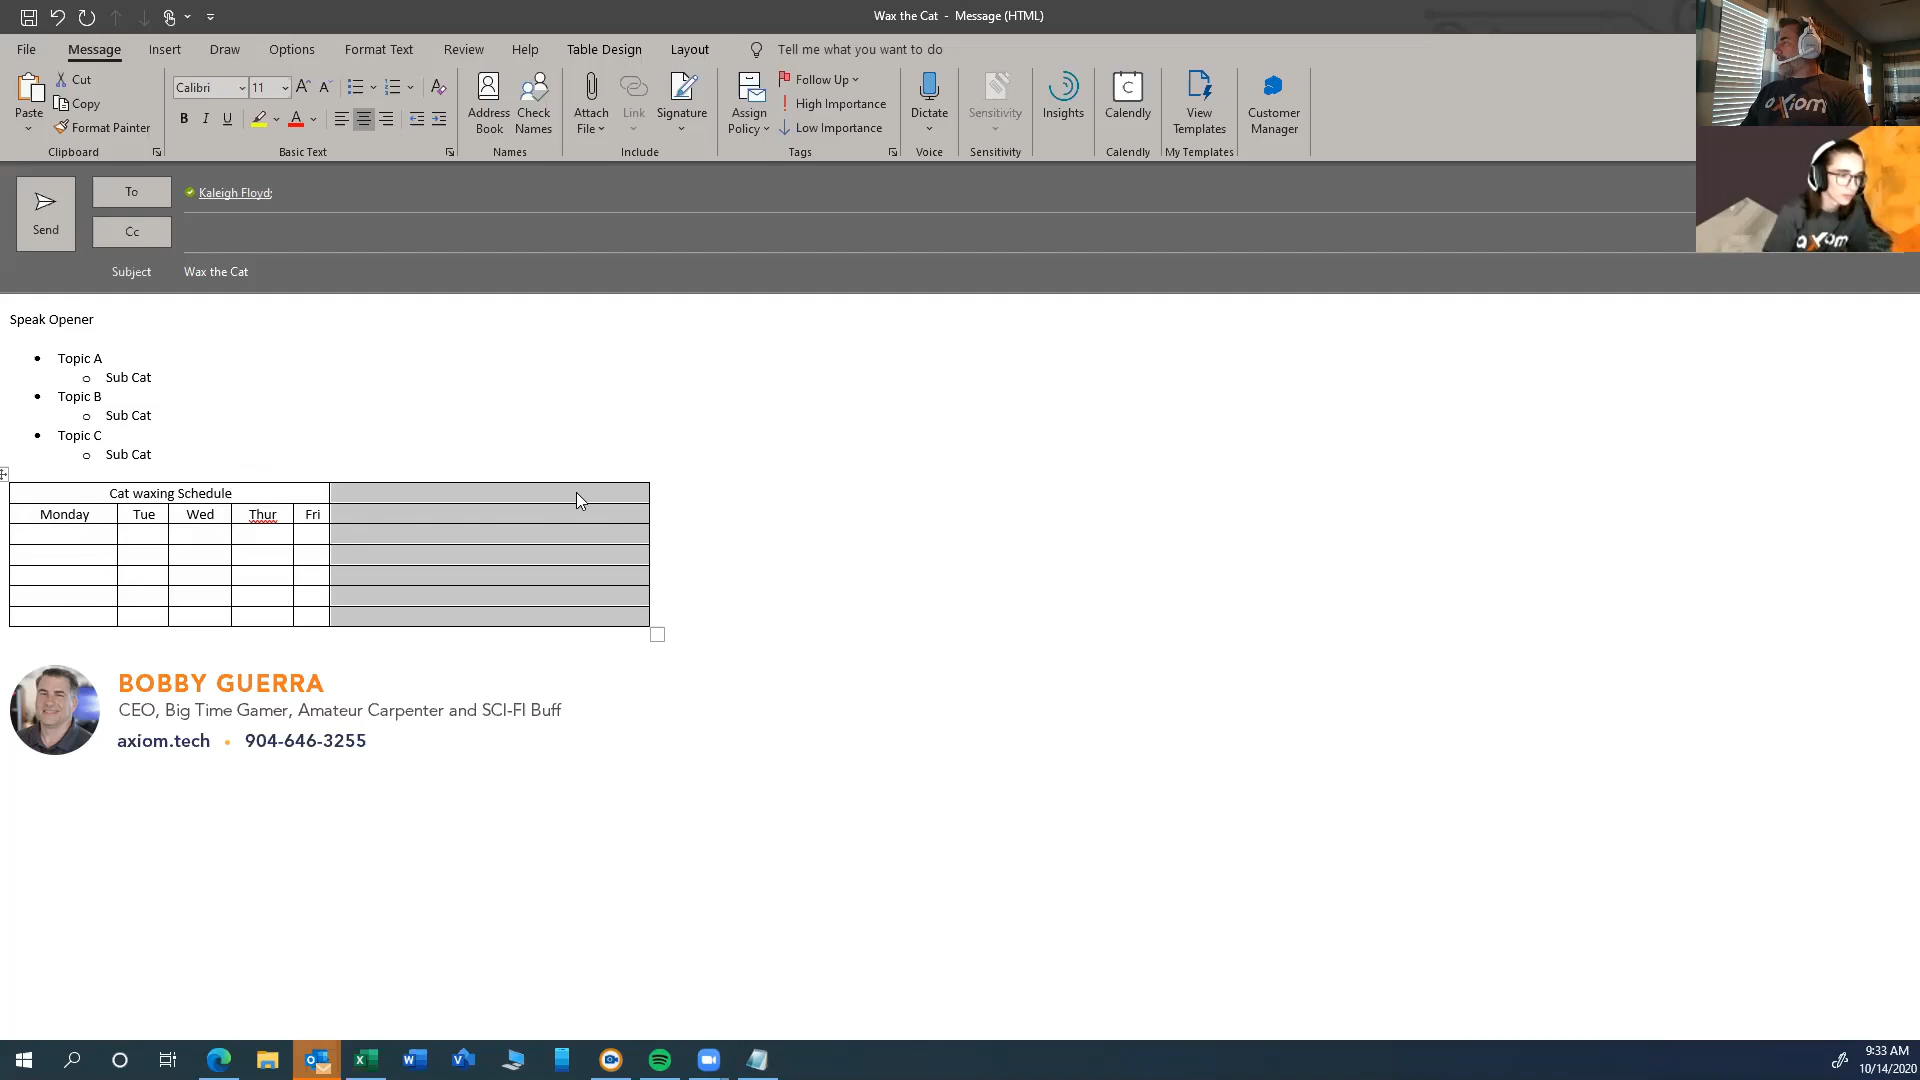 Wax the Cat - Message (HTML)
File Message Insert Draw Options Format Text Review Help Table Design Layout Tell me what you want to do
Paste
Cut
Copy
Format Painter
Clipboard
Calibri 11
B I U
Basic Text
Address Book
Check Names
Names
Attach File
Link
Signature
Include
Assign Policy
Follow Up
High Importance
Low Importance
Tags
Dictate
Voice
Sensitivity
Sensitivity
Insights
Calendly
Calendly
View Templates
My Templates
Customer Manager
aXiom
aXiom
Send
To
Kaleigh Floyd;
Cc
Subject
Wax the Cat
Speak Opener
Topic A
Sub Cat
Topic B
Sub Cat
Topic C
Sub Cat
Cat waxing Schedule
Monday Tue Wed Thur Fri
BOBBY GUERRA
CEO, Big Time Gamer, Amateur Carpenter and SCI-FI Buff
axiom.tech • 904-646-3255
9:33 AM
10/14/2020